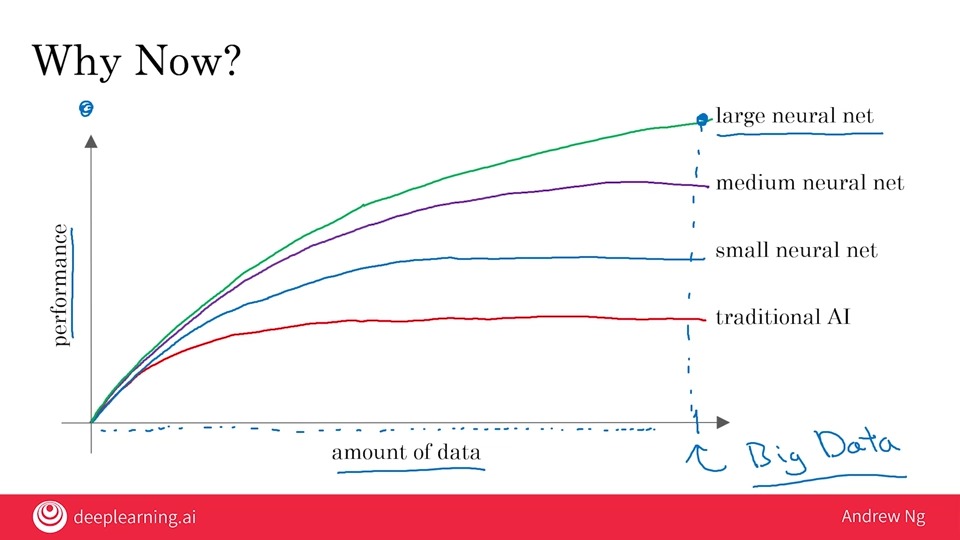 Why Now?
large neural net
medium neural net
small neural net
traditional AI
performance
amount of data
Big Data
deeplearning.ai
Andrew Ng